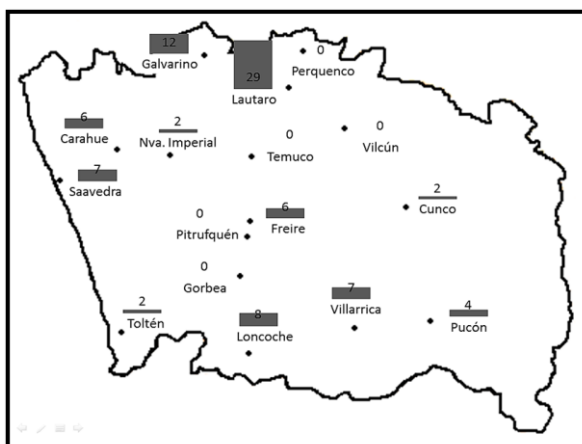 12
Galvarino
0
Perquenco
29
Lautaro
6
Carahue
2
Nva. Imperial
0
Temuco
0
Vilcún
7
Saavedra
2
Cunco
0
Pitrufquén
6
Freire
0
Gorbea
2
Toltén
8
Loncoche
7
Villarrica
4
Pucón